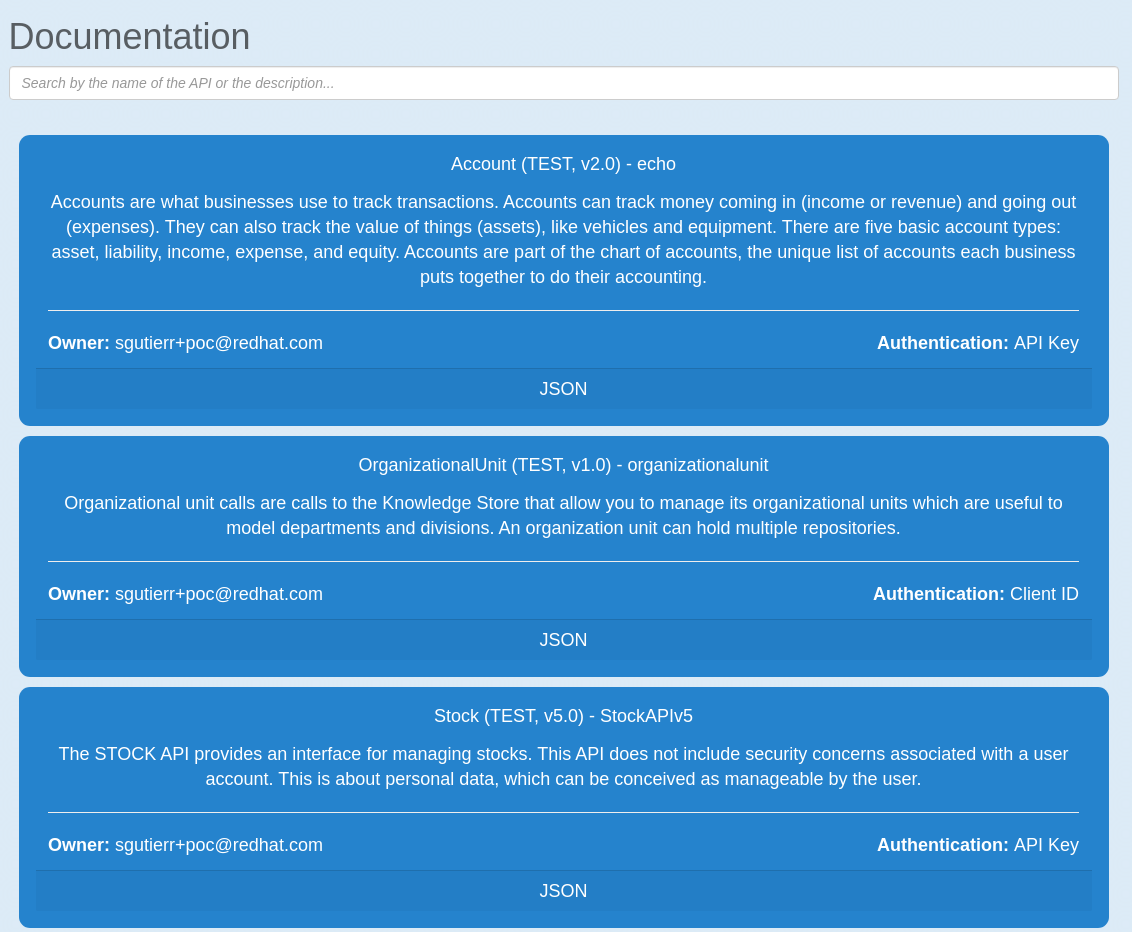 Documentation
Search by the name of the API or the description...
Account (TEST, v2.0) - echo
Accounts are what businesses use to track transactions. Accounts can track money coming in (income or revenue) and going out
(expenses). They can also track the value of things (assets), like vehicles and equipment. There are five basic account types:
asset, liability, income, expense, and equity. Accounts are part of the chart of accounts, the unique list of accounts each business
puts together to do their accounting.
Owner: sgutierr+poc@redhat.com Authentication: API Key
JSON
OrganizationalUnit (TEST, v1.0) - organizationalunit
Organizational unit calls are calls to the Knowledge Store that allow you to manage its organizational units which are useful to
model departments and divisions. An organization unit can hold multiple repositories.
Owner: sgutierr+poc@redhat.com Authentication: Client ID
JSON
Stock (TEST, v5.0) - StockAPIv5
The STOCK API provides an interface for managing stocks. This API does not include security concerns associated with a user
account. This is about personal data, which can be conceived as manageable by the user.
Owner: sgutierr+poc@redhat.com Authentication: API Key
JSON